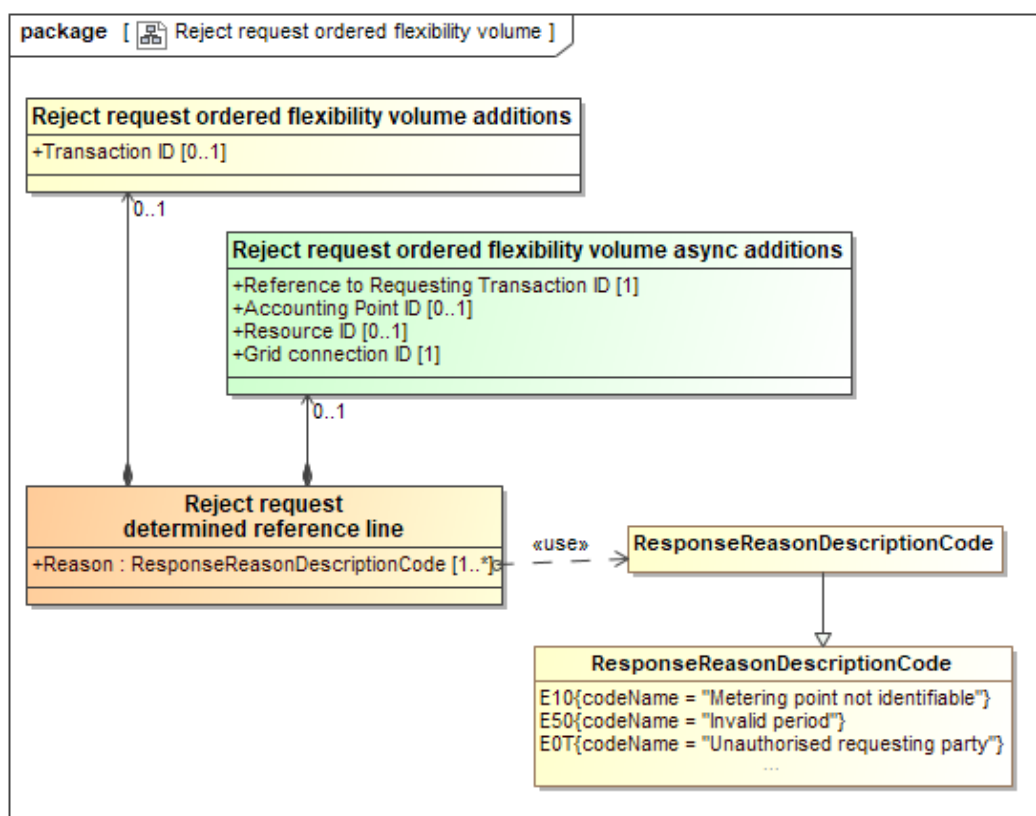 package [ Reject request ordered flexibility volume ]
Reject request ordered flexibility volume additions
+Transaction ID [0..1]
0..1
Reject request ordered flexibility volume async additions
+Reference to Requesting Transaction ID [1]
+Accounting Point ID [0..1]
+Resource ID [0..1]
+Grid connection ID [1]
0..1
Reject request
determined reference line
+Reason : ResponseReasonDescriptionCode [1..*]
«use»
ResponseReasonDescriptionCode
ResponseReasonDescriptionCode
E10{codeName = "Metering point not identifiable"}
E50{codeName = "Invalid period"}
E0T{codeName = "Unauthorised requesting party"}
...